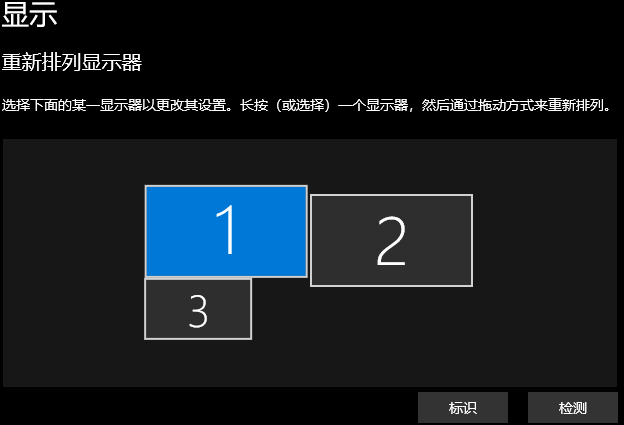 显示
重新排列显示器
选择下面的某一显示器以更改其设置。长按（或选择）一个显示器，然后通过拖动方式来重新排列。
1
2
3
标识
检测